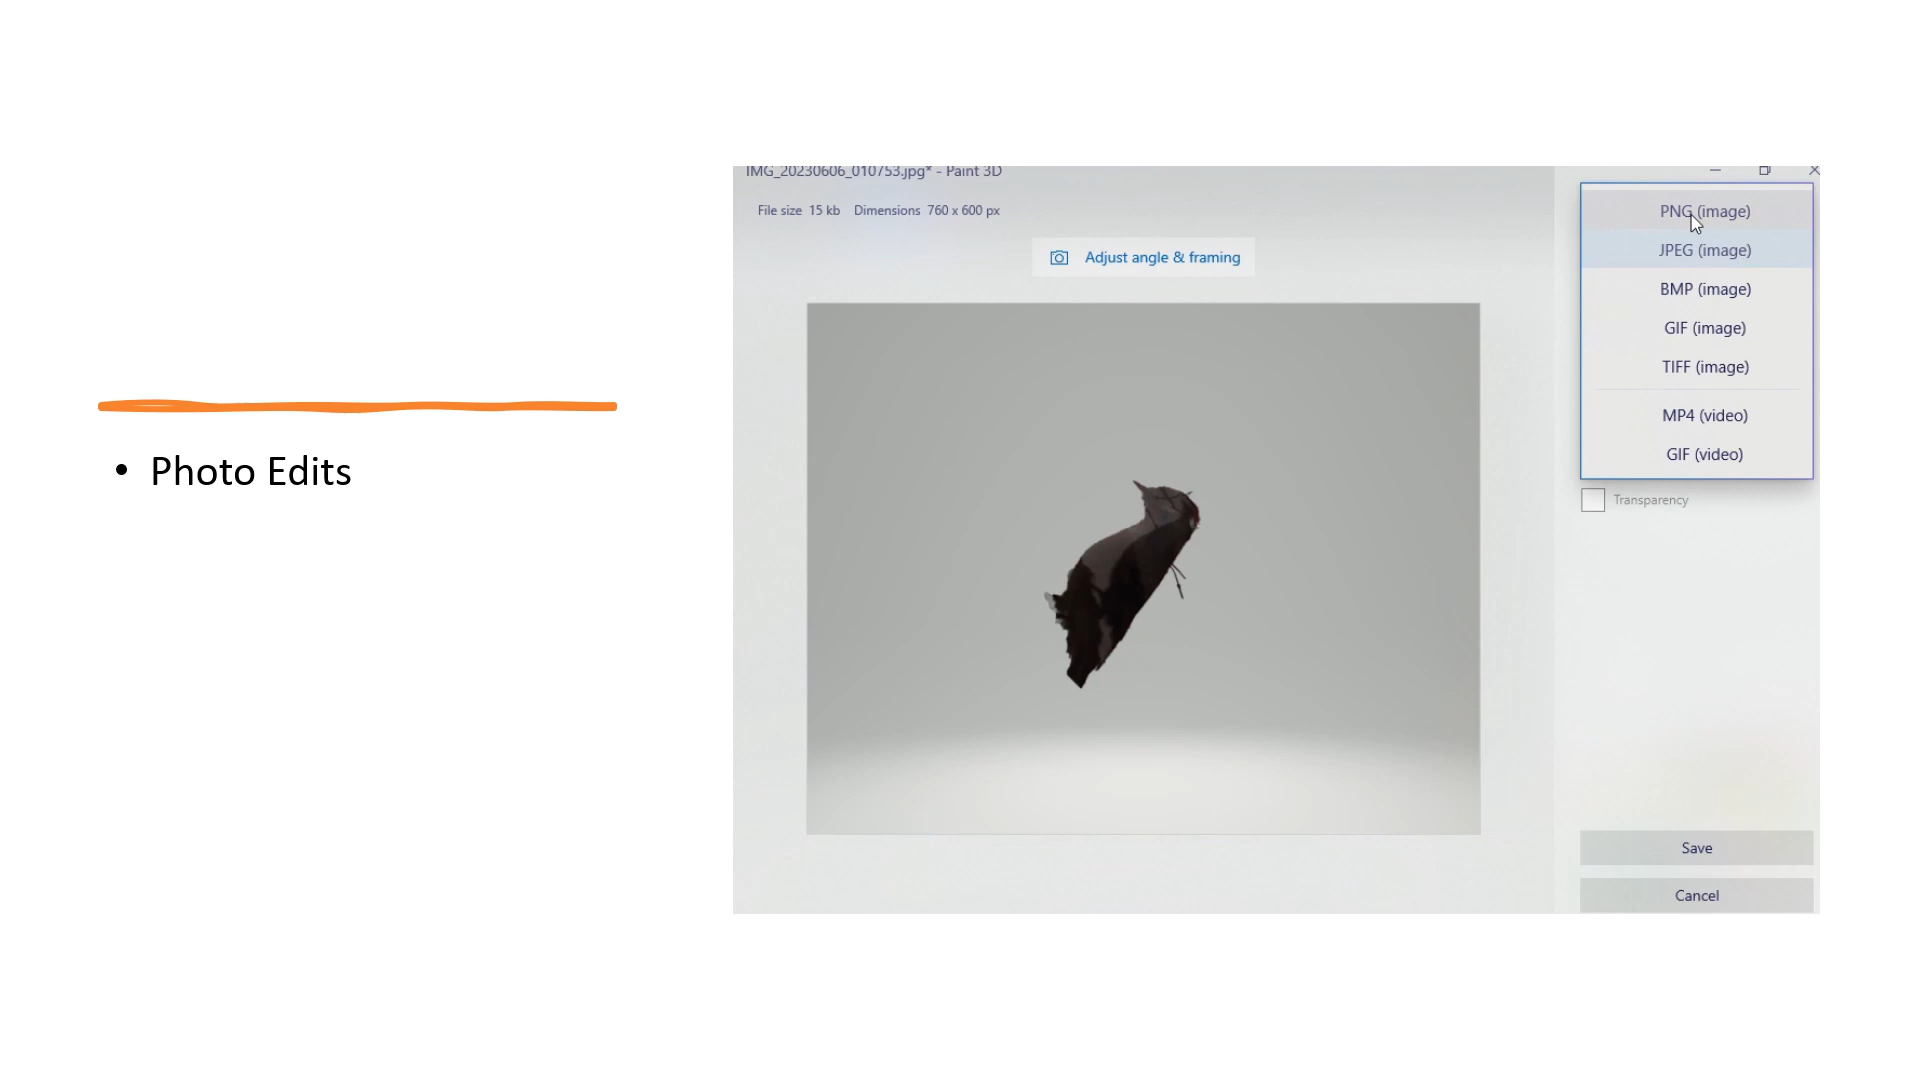 Photo Edits
IMG_20230606_010753.jpg* - Paint 3D
File size 15 kb Dimensions 760 x 600 px
Adjust angle & framing
PNG (image)
JPEG (image)
BMP (image)
GIF (image)
TIFF (image)
MP4 (video)
GIF (video)
Transparency
Save
Cancel